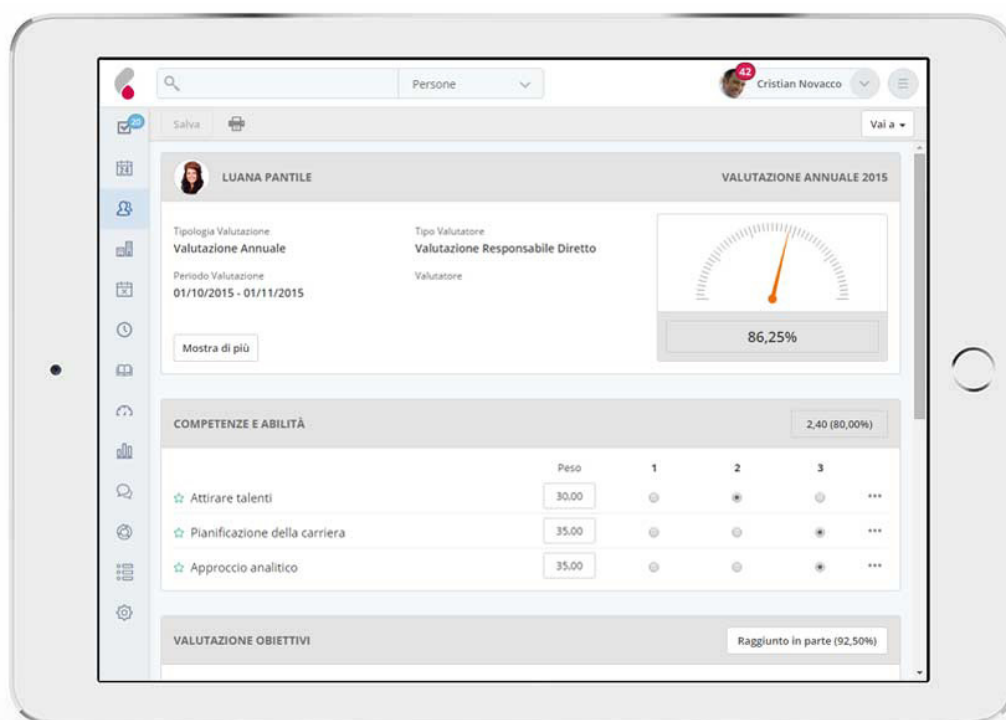 Persone
42
Cristian Novacco
20
Salva
Vai a
24
LUANA PANTILE
VALUTAZIONE ANNUALE 2015
Tipologia Valutazione
Tipo Valutatore
Valutazione Annuale
Valutazione Responsabile Diretto
Periodo Valutazione
Valutatore
01/10/2015 - 01/11/2015
86,25%
Mostra di più
COMPETENZE E ABILITÀ
2,40 (80,00%)
Peso 1 2 3
Attirare talenti 30,00
Pianificazione della carriera 35,00
Approccio analitico 35,00
VALUTAZIONE OBIETTIVI
Raggiunto in parte (92,50%)